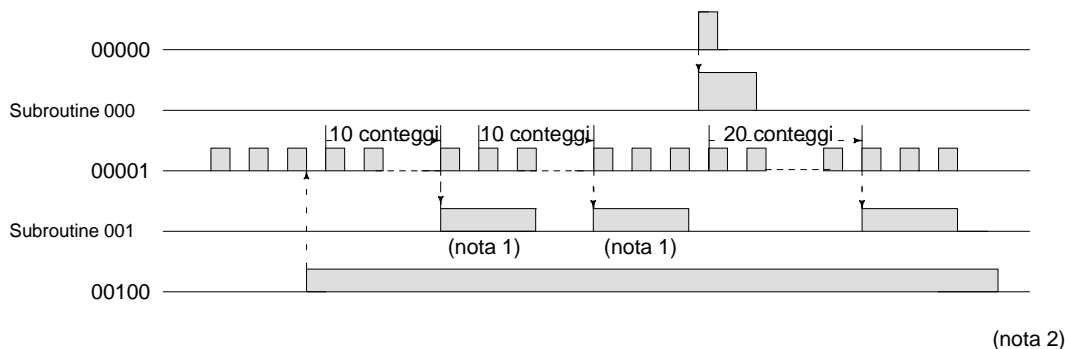 00000
Subroutine 000
10 conteggi 10 conteggi 20 conteggi
00001
Subroutine 001
(nota 1) (nota 1)
00100
(nota 2)